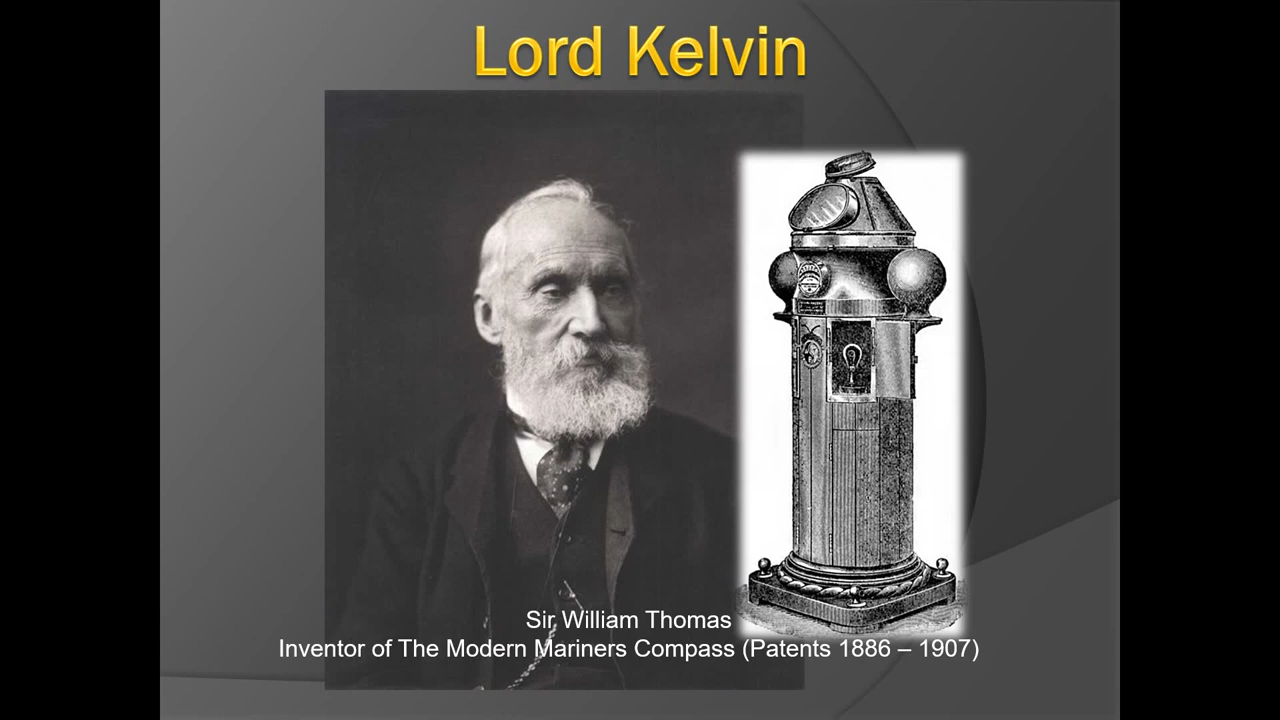 Lord Kelvin
Sir William Thomas
Inventor of The Modern Mariners Compass (Patents 1886 – 1907)